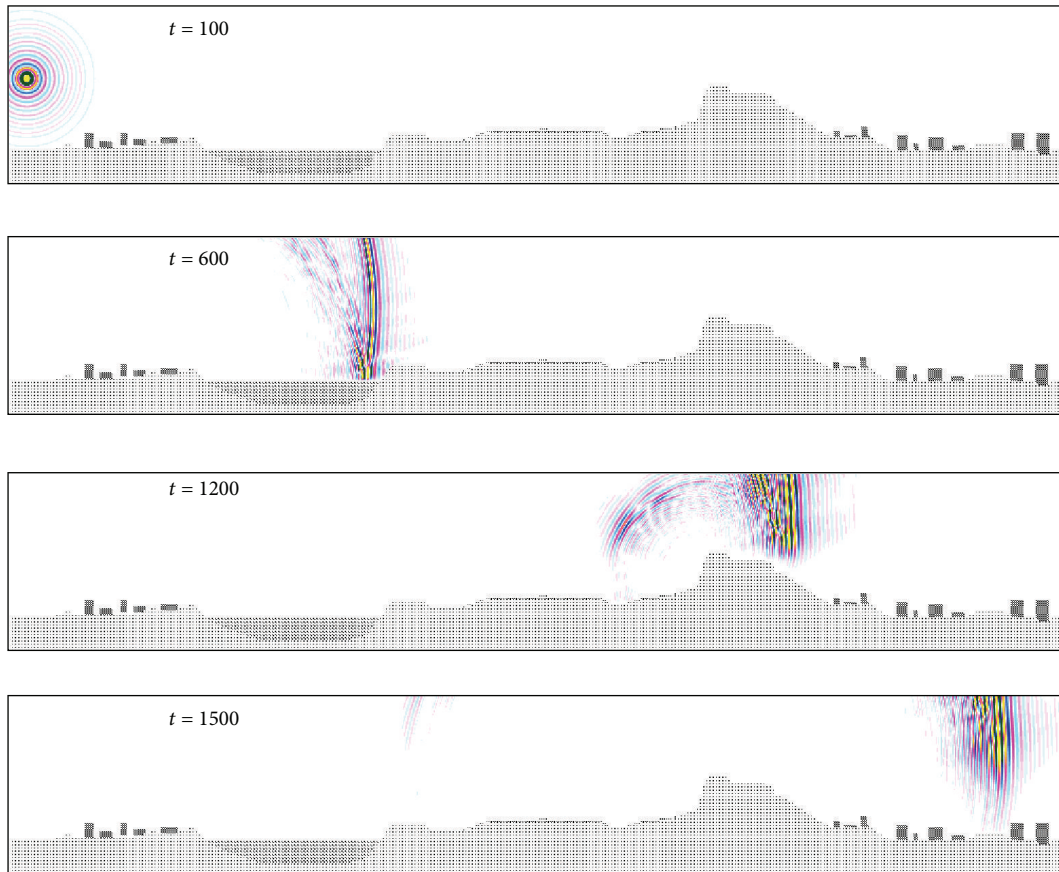 t = 100
t = 600
t = 1200
t = 1500